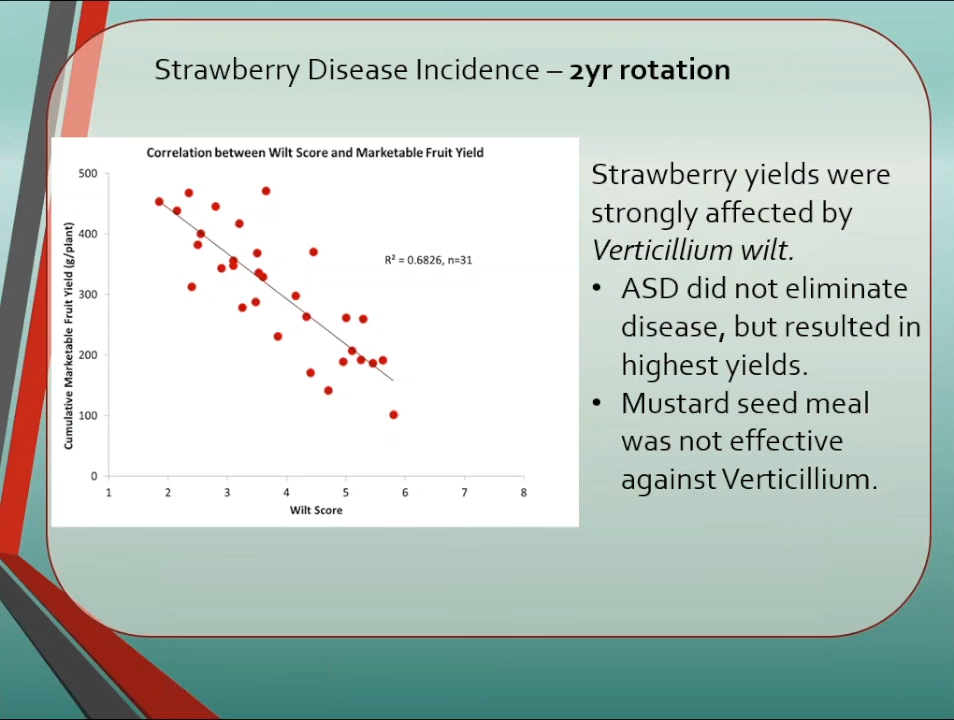 Strawberry Disease Incidence – 2yr rotation
Correlation between Wilt Score and Marketable Fruit Yield
Cumulative Marketable Fruit Yield (g/plant)
500
400
300
200
100
0
R² = 0.6826, n=31
1 2 3 4 5 6 7 8
Wilt Score
Strawberry yields were
strongly affected by
Verticillium wilt.
• ASD did not eliminate
disease, but resulted in
highest yields.
• Mustard seed meal
was not effective
against Verticillium.